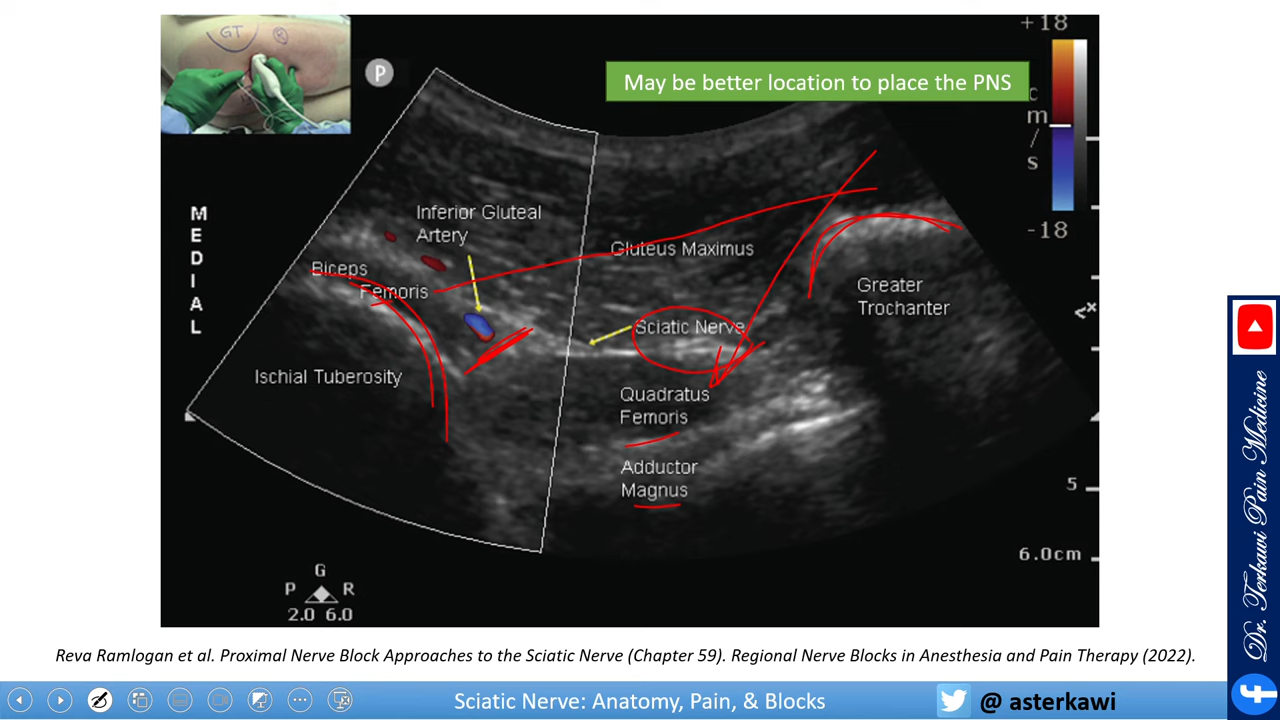 +18
May be better location to place the PNS
GT
P
c
m
/
s
-18
MEDIAL
Inferior Gluteal
Artery
Gluteus Maximus
Biceps
Femoris
Greater
Trochanter
Sciatic Nerve
Ischial Tuberosity
Quadratus
Femoris
Adductor
Magnus
5
6.0cm
G
P R
2.0 6.0
Reva Ramlogan et al. Proximal Nerve Block Approaches to the Sciatic Nerve (Chapter 59). Regional Nerve Blocks in Anesthesia and Pain Therapy (2022).
Sciatic Nerve: Anatomy, Pain, & Blocks
@ asterkawi
Dr. Terkawi Pain Medicine